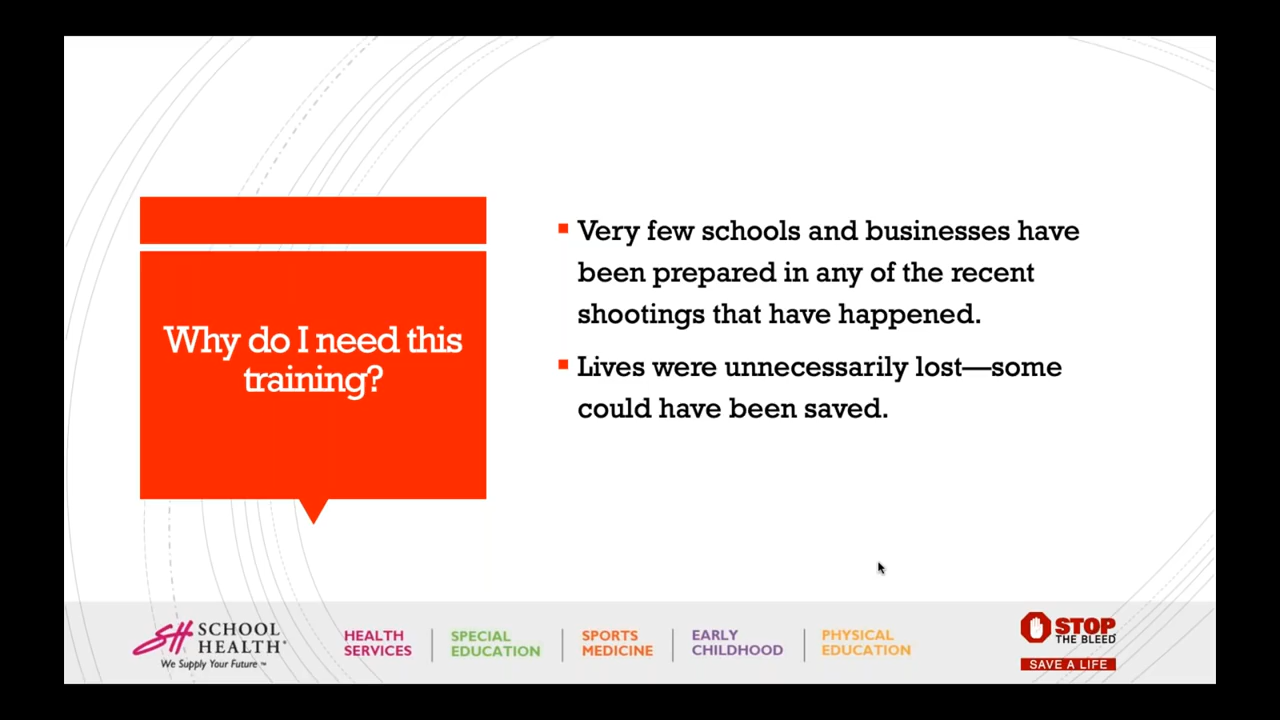 Why do I need this
training?
Very few schools and businesses have
been prepared in any of the recent
shootings that have happened.
Lives were unnecessarily lost—some
could have been saved.
SH SCHOOL
HEALTH®
We Supply Your Future ™
HEALTH
SERVICES
SPECIAL
EDUCATION
SPORTS
MEDICINE
EARLY
CHILDHOOD
PHYSICAL
EDUCATION
STOP
THE BLEED
SAVE A LIFE